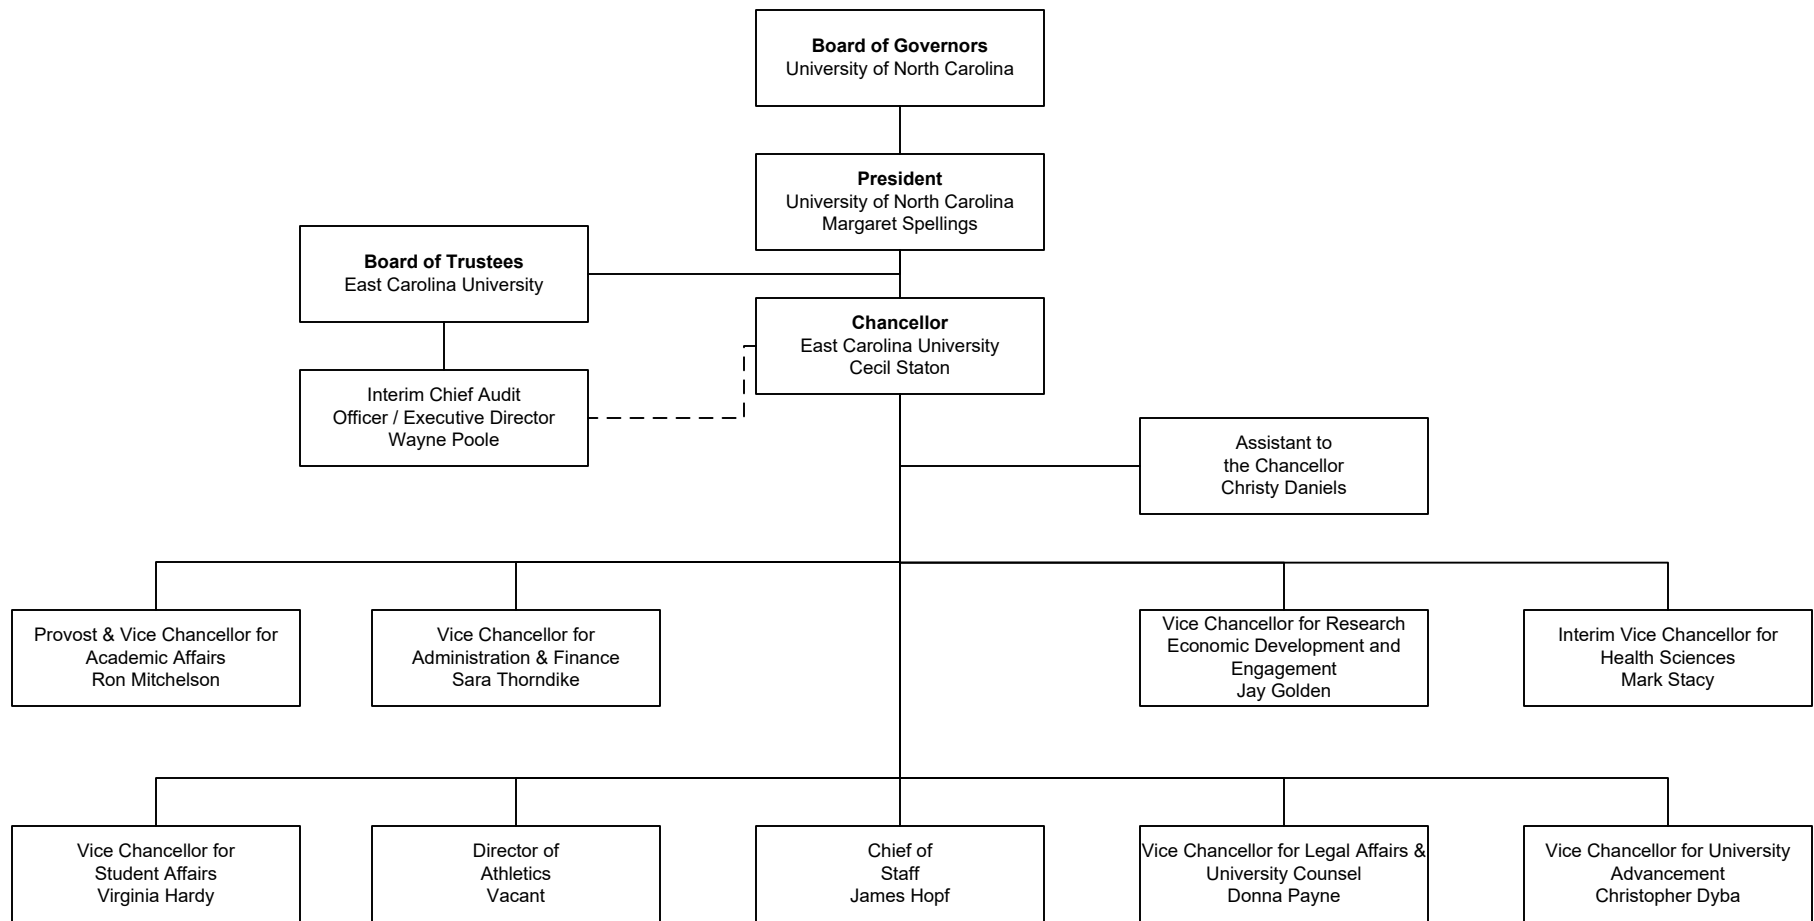 Board of Governors
University of North Carolina
President
University of North Carolina
Margaret Spellings
Board of Trustees
East Carolina University
Chancellor
East Carolina University
Cecil Staton
Interim Chief Audit
Officer / Executive Director
Wayne Poole
Assistant to
the Chancellor
Christy Daniels
Provost & Vice Chancellor for
Academic Affairs
Ron Mitchelson
Vice Chancellor for
Administration & Finance
Sara Thorndike
Vice Chancellor for Research
Economic Development and
Engagement
Jay Golden
Interim Vice Chancellor for
Health Sciences
Mark Stacy
Vice Chancellor for
Student Affairs
Virginia Hardy
Director of
Athletics
Vacant
Chief of
Staff
James Hopf
Vice Chancellor for Legal Affairs &
University Counsel
Donna Payne
Vice Chancellor for University
Advancement
Christopher Dyba